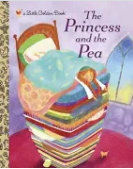 a Little Golden Book
The
Princess
and the
Pea